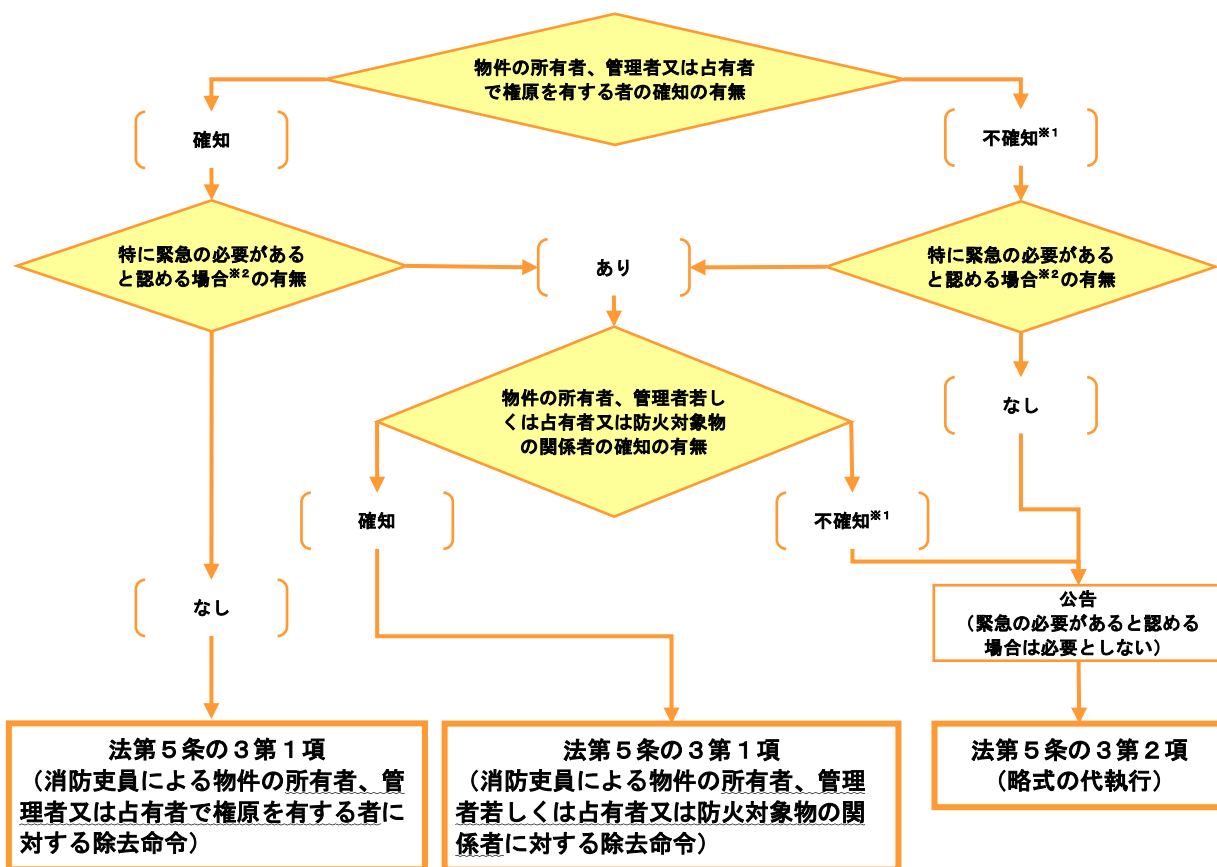 物件の所有者、管理者又は占有者
で権原を有する者の確知の有無
確知
不確知※1
特に緊急の必要がある
と認める場合※2の有無
あり
特に緊急の必要がある
と認める場合※2の有無
物件の所有者、管理者若し
くは占有者又は防火対象物
の関係者の確知の有無
なし
確知
不確知※1
なし
公告
（緊急の必要があると認める
場合は必要としない）
法第５条の３第１項
（消防吏員による物件の所有者、管
理者又は占有者で権原を有する者に
対する除去命令）
法第５条の３第１項
（消防吏員による物件の所有者、管理
者若しくは占有者又は防火対象物の関
係者に対する除去命令）
法第５条の３第２項
（略式の代執行）